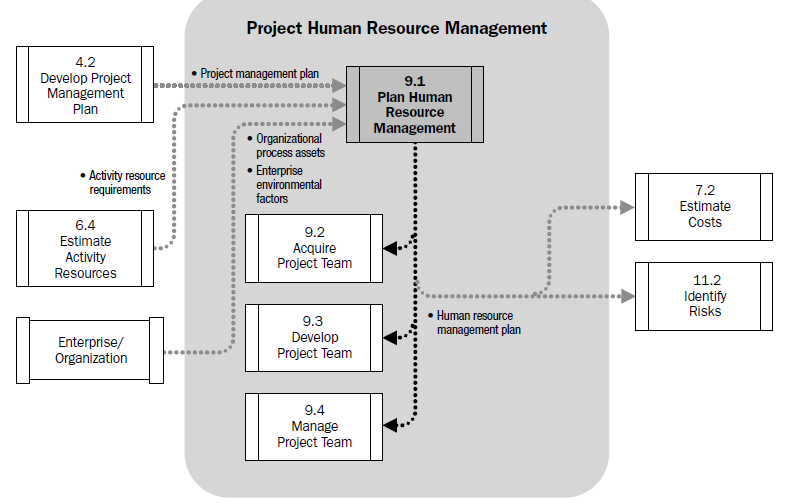 Project Human Resource Management
4.2
Develop Project
Management
Plan
• Project management plan
9.1
Plan Human
Resource
Management
• Organizational
process assets
• Enterprise
environmental
factors
• Activity resource
requirements
6.4
Estimate
Activity
Resources
9.2
Acquire
Project Team
7.2
Estimate
Costs
11.2
Identify
Risks
Enterprise/
Organization
9.3
Develop
Project Team
• Human resource
management plan
9.4
Manage
Project Team